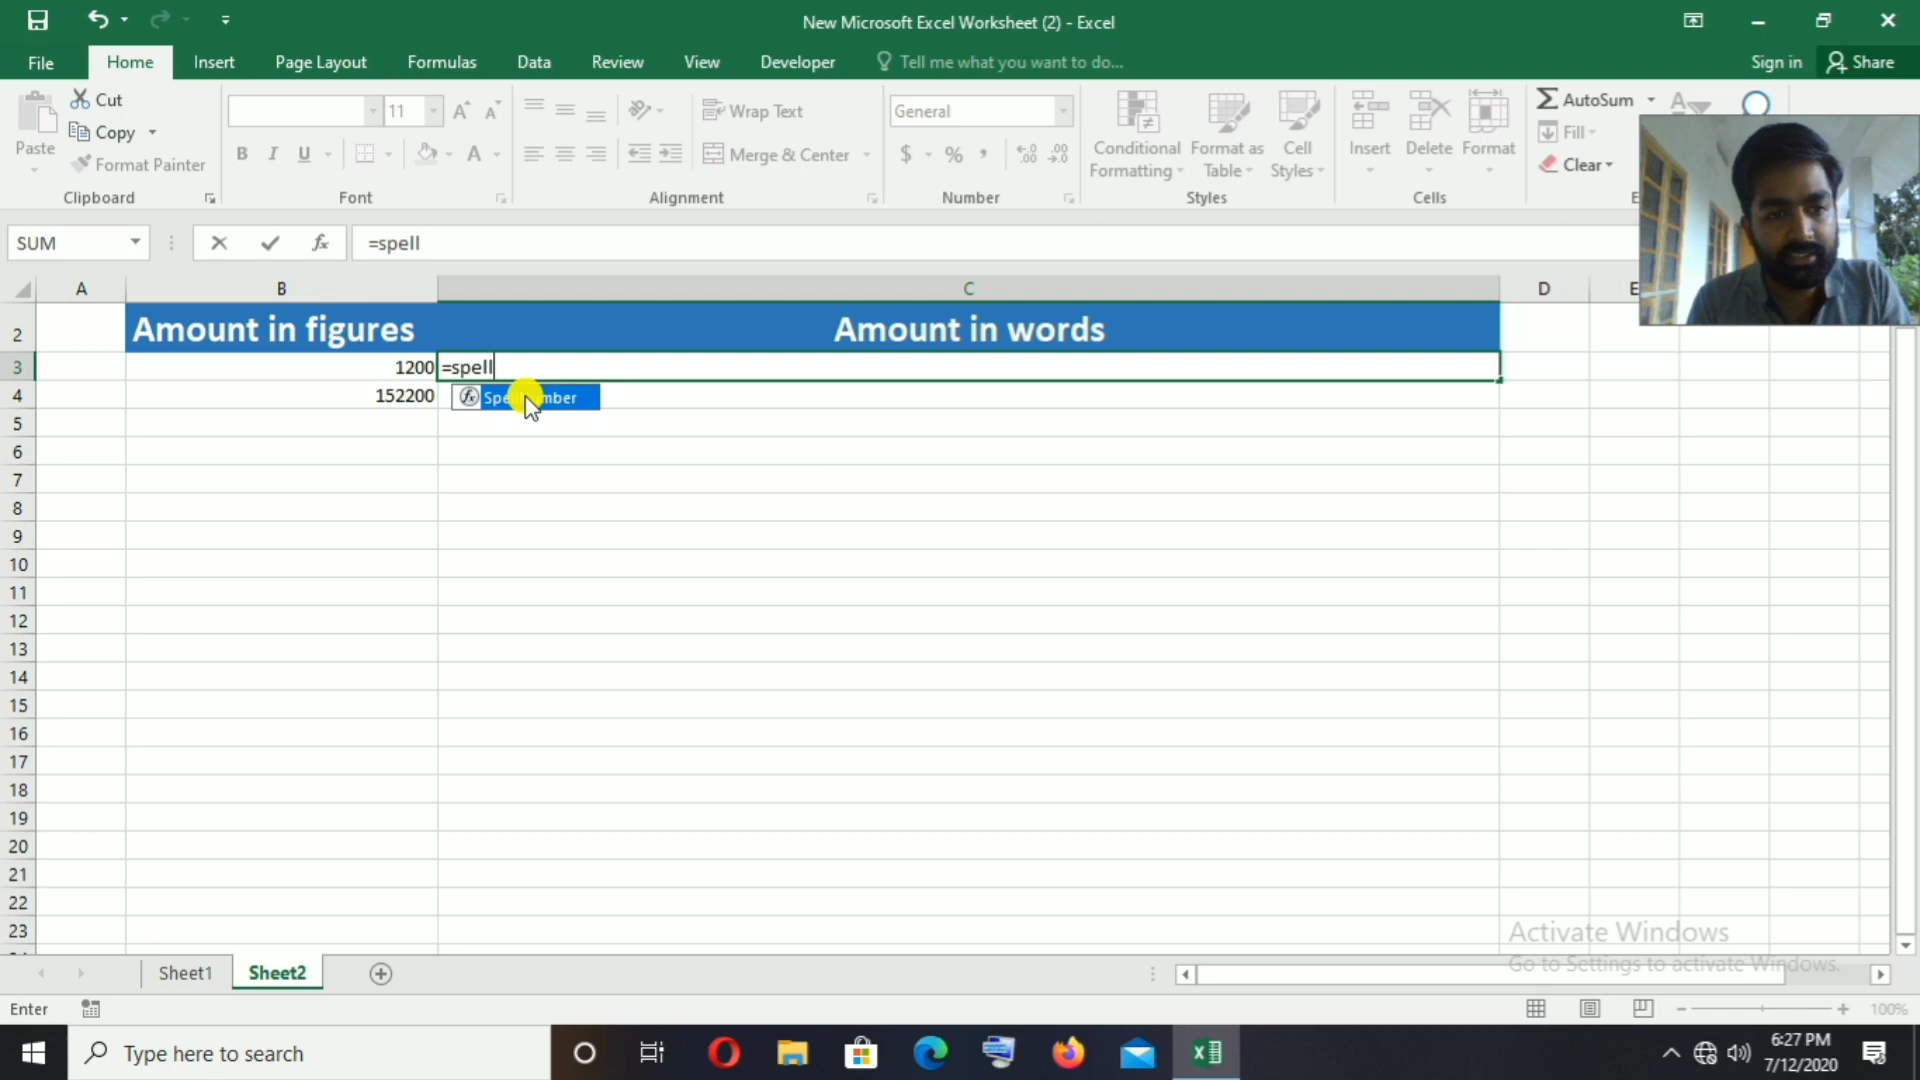 New Microsoft Excel Worksheet (2) - Excel
File Home Insert Page Layout Formulas Data Review View Developer Tell me what you want to do... Sign in Share
Paste
Cut
Copy
Format Painter
Clipboard
11
B I U A
Font
Wrap Text
Merge & Center
Alignment
General
$ %
Number
Conditional Formatting
Format as Table
Cell Styles
Styles
Insert Delete Format
Cells
AutoSum
Fill
Clear
SUM fx =spell
A B C D E
2 Amount in figures Amount in words
3 1200 =spell
4 152200
5
6
7
8
9
10
11
12
13
14
15
16
17
18
19
20
21
22
23
Activate Windows
Go to Settings to activate Windows.
Sheet1 Sheet2
Enter 100%
Type here to search
6:27 PM
7/12/2020